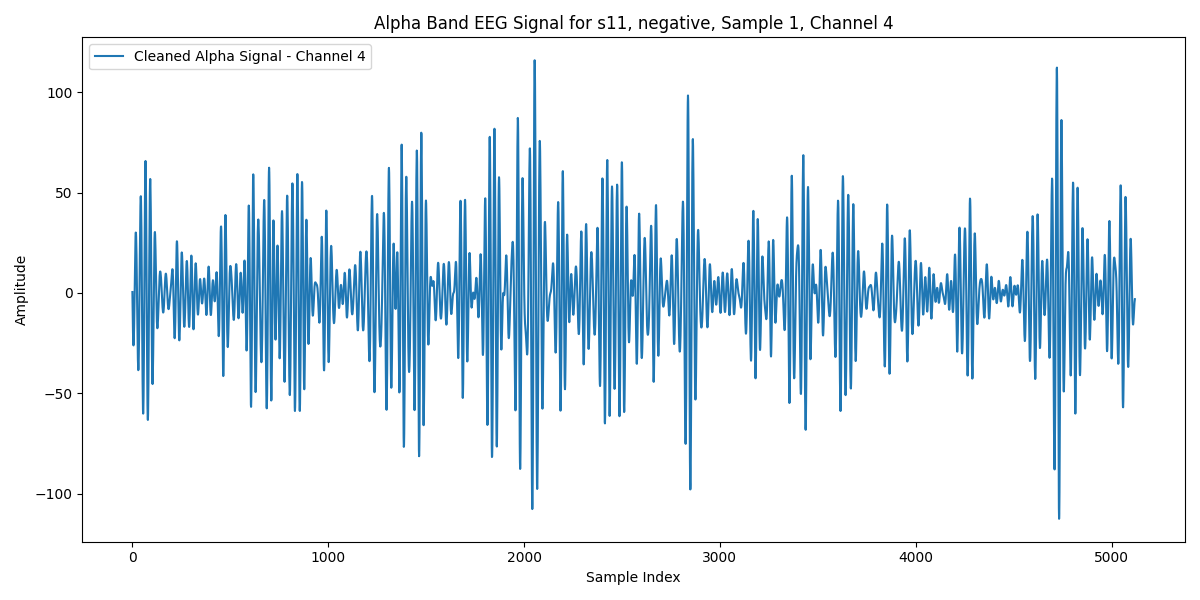 Alpha Band EEG Signal for s11, negative, Sample 1, Channel 4
Cleaned Alpha Signal - Channel 4
Amplitude
100
50
0
−50
−100
0 1000 2000 3000 4000 5000
Sample Index